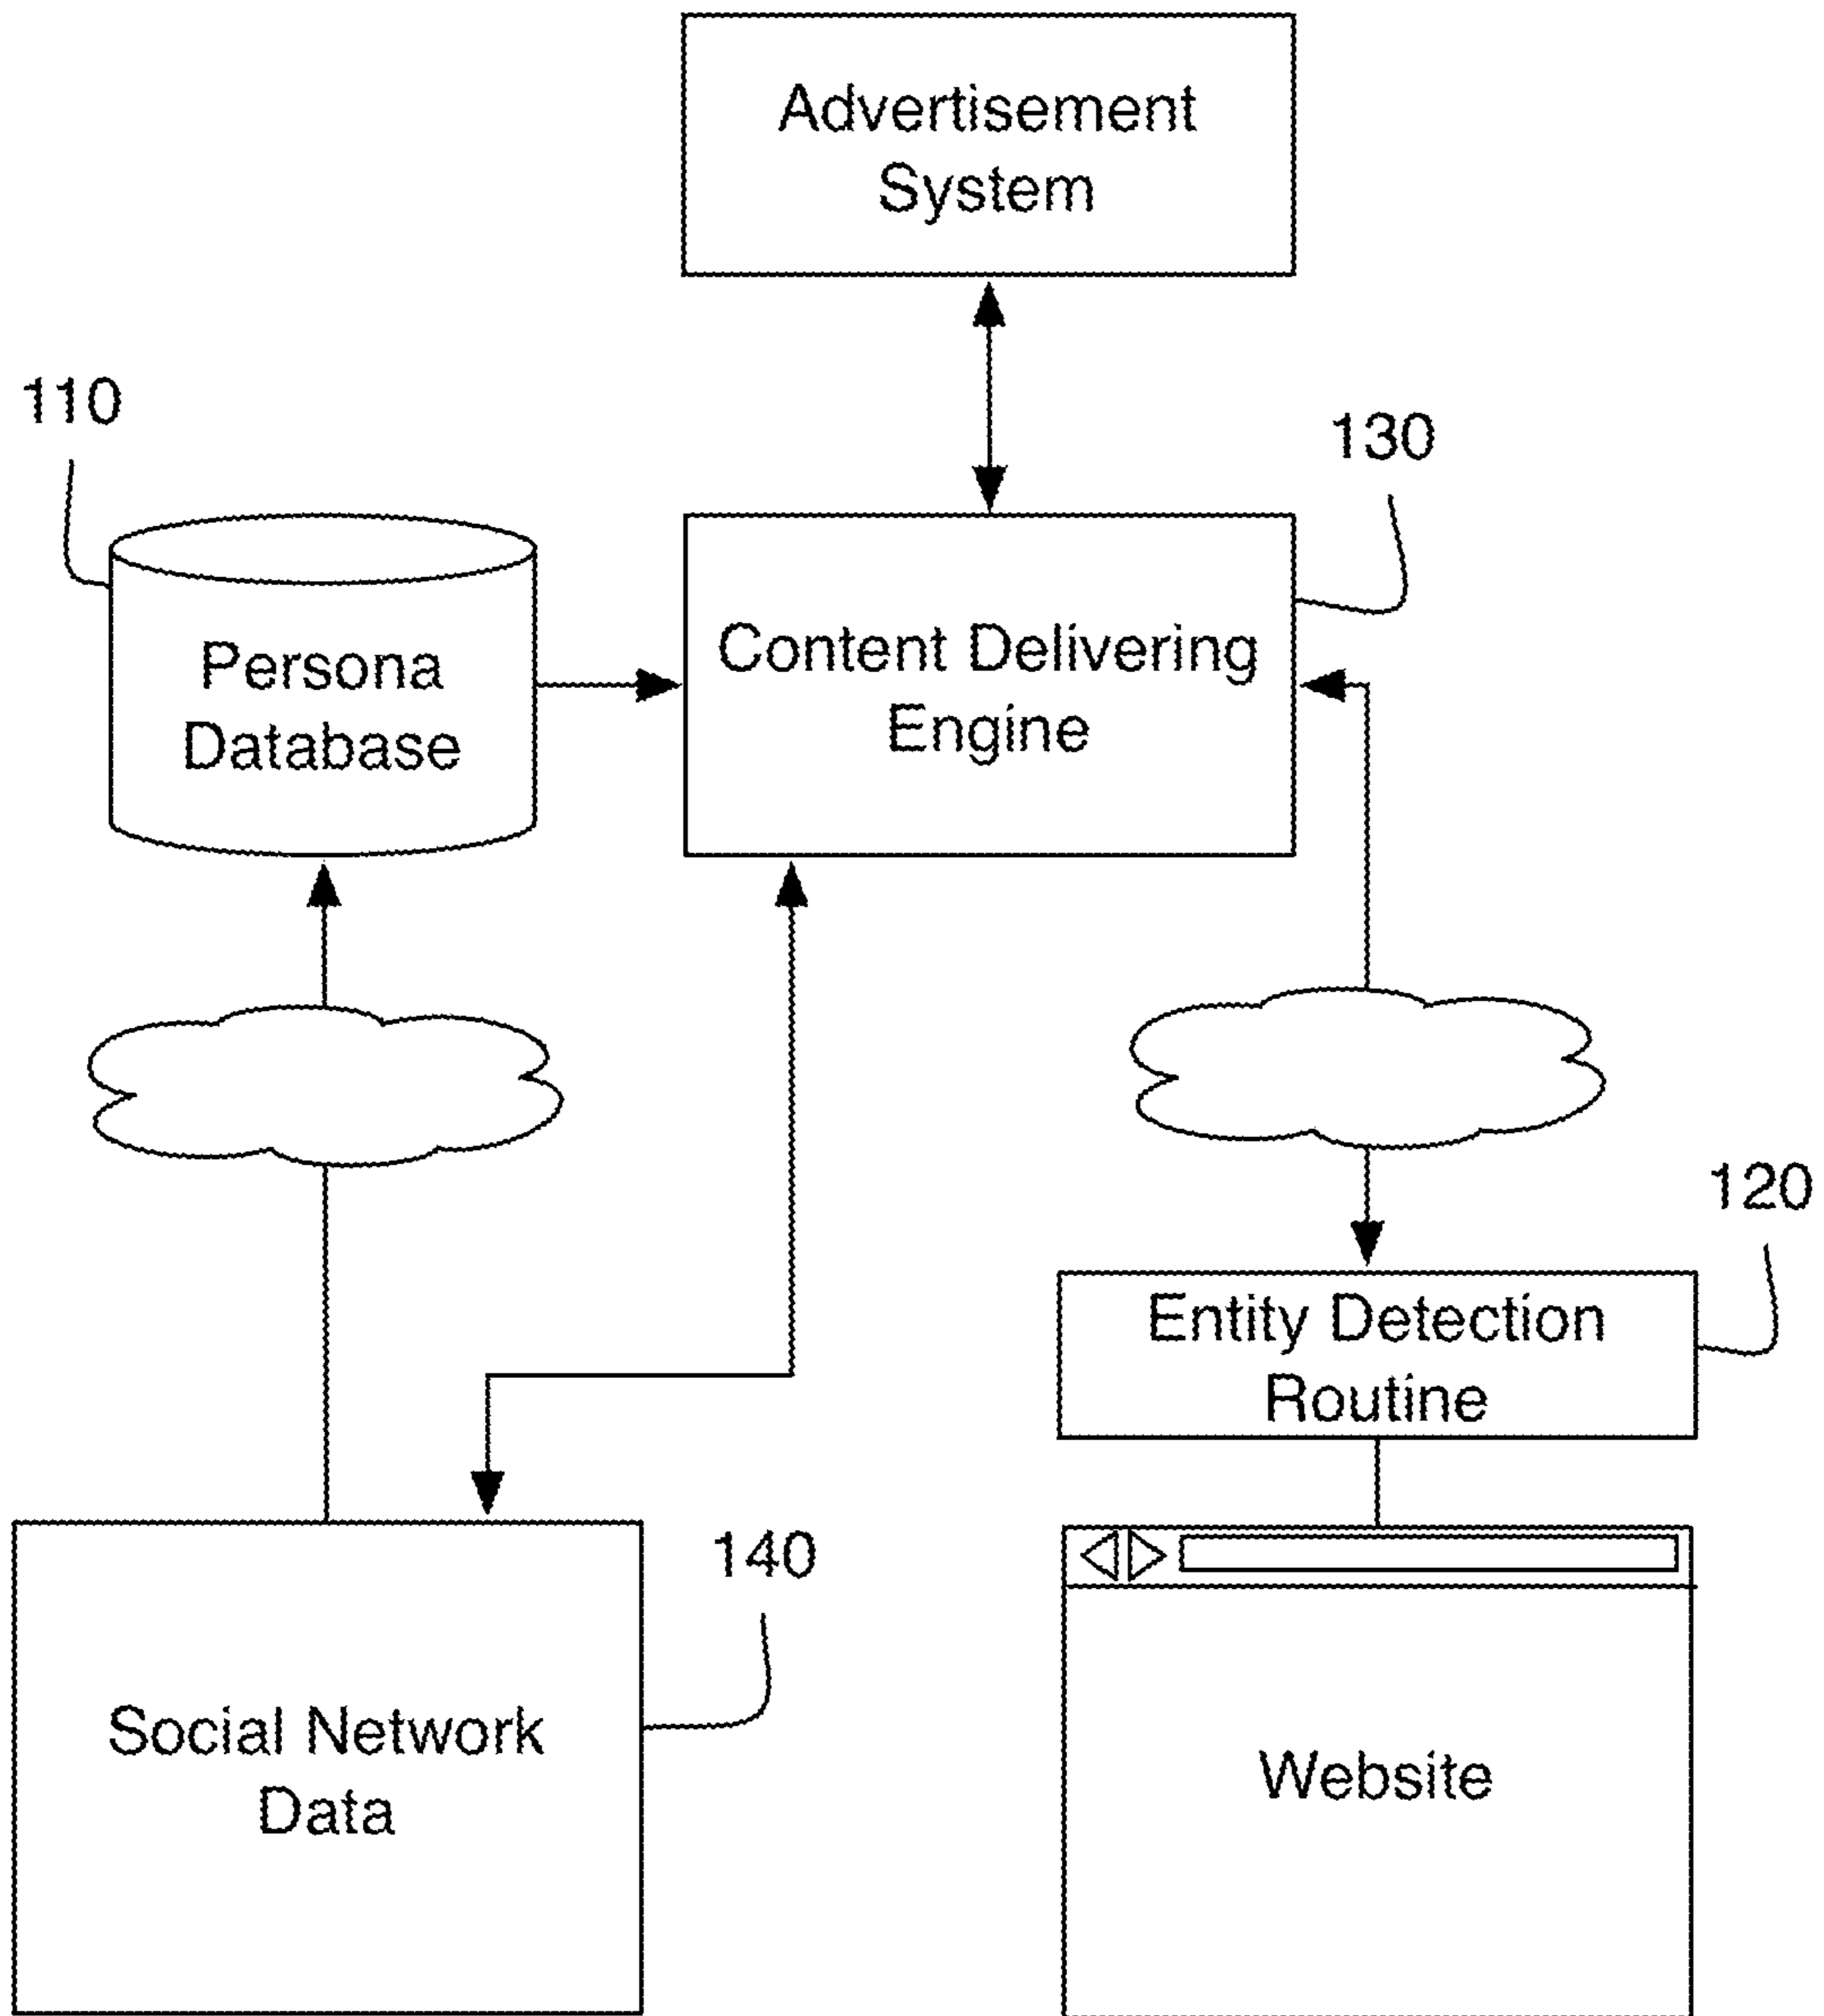 Advertisement
System
110
130
Persona
Database
Content Delivering
Engine
120
Entity Detection
Routine
140
Social Network
Data
Website